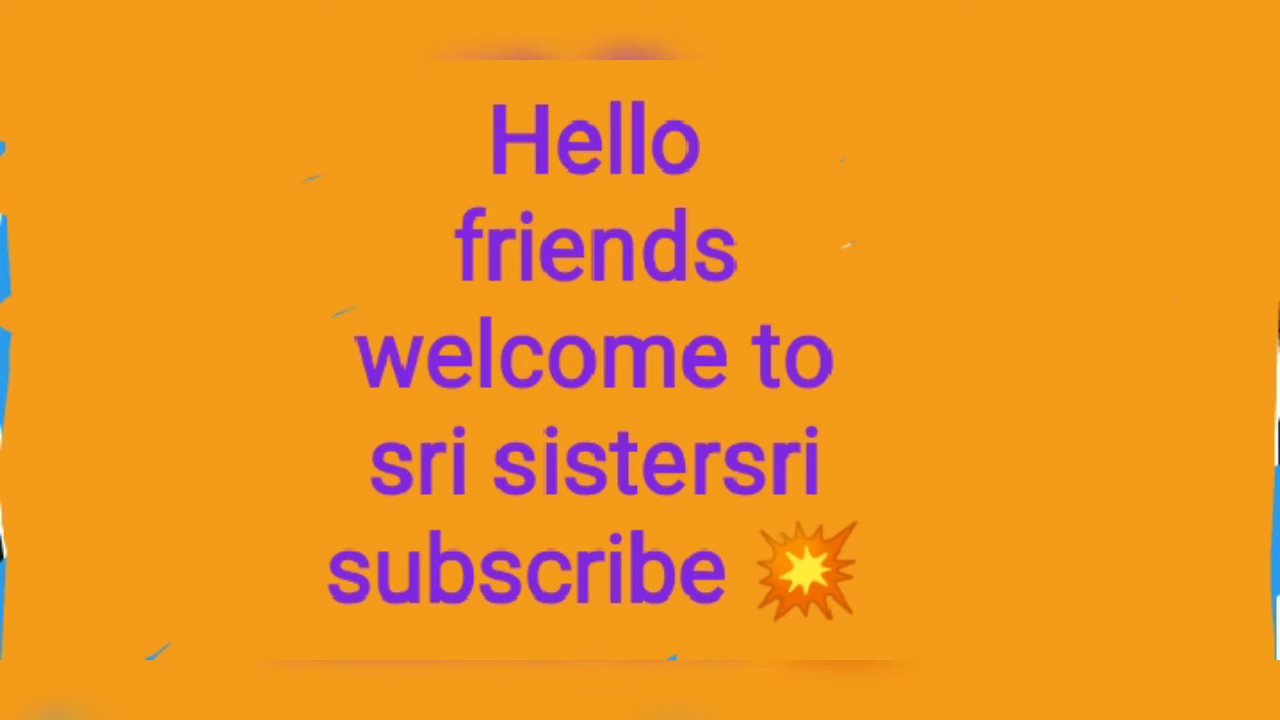 Hello
friends
welcome to
sri sistersri
subscribe 💥